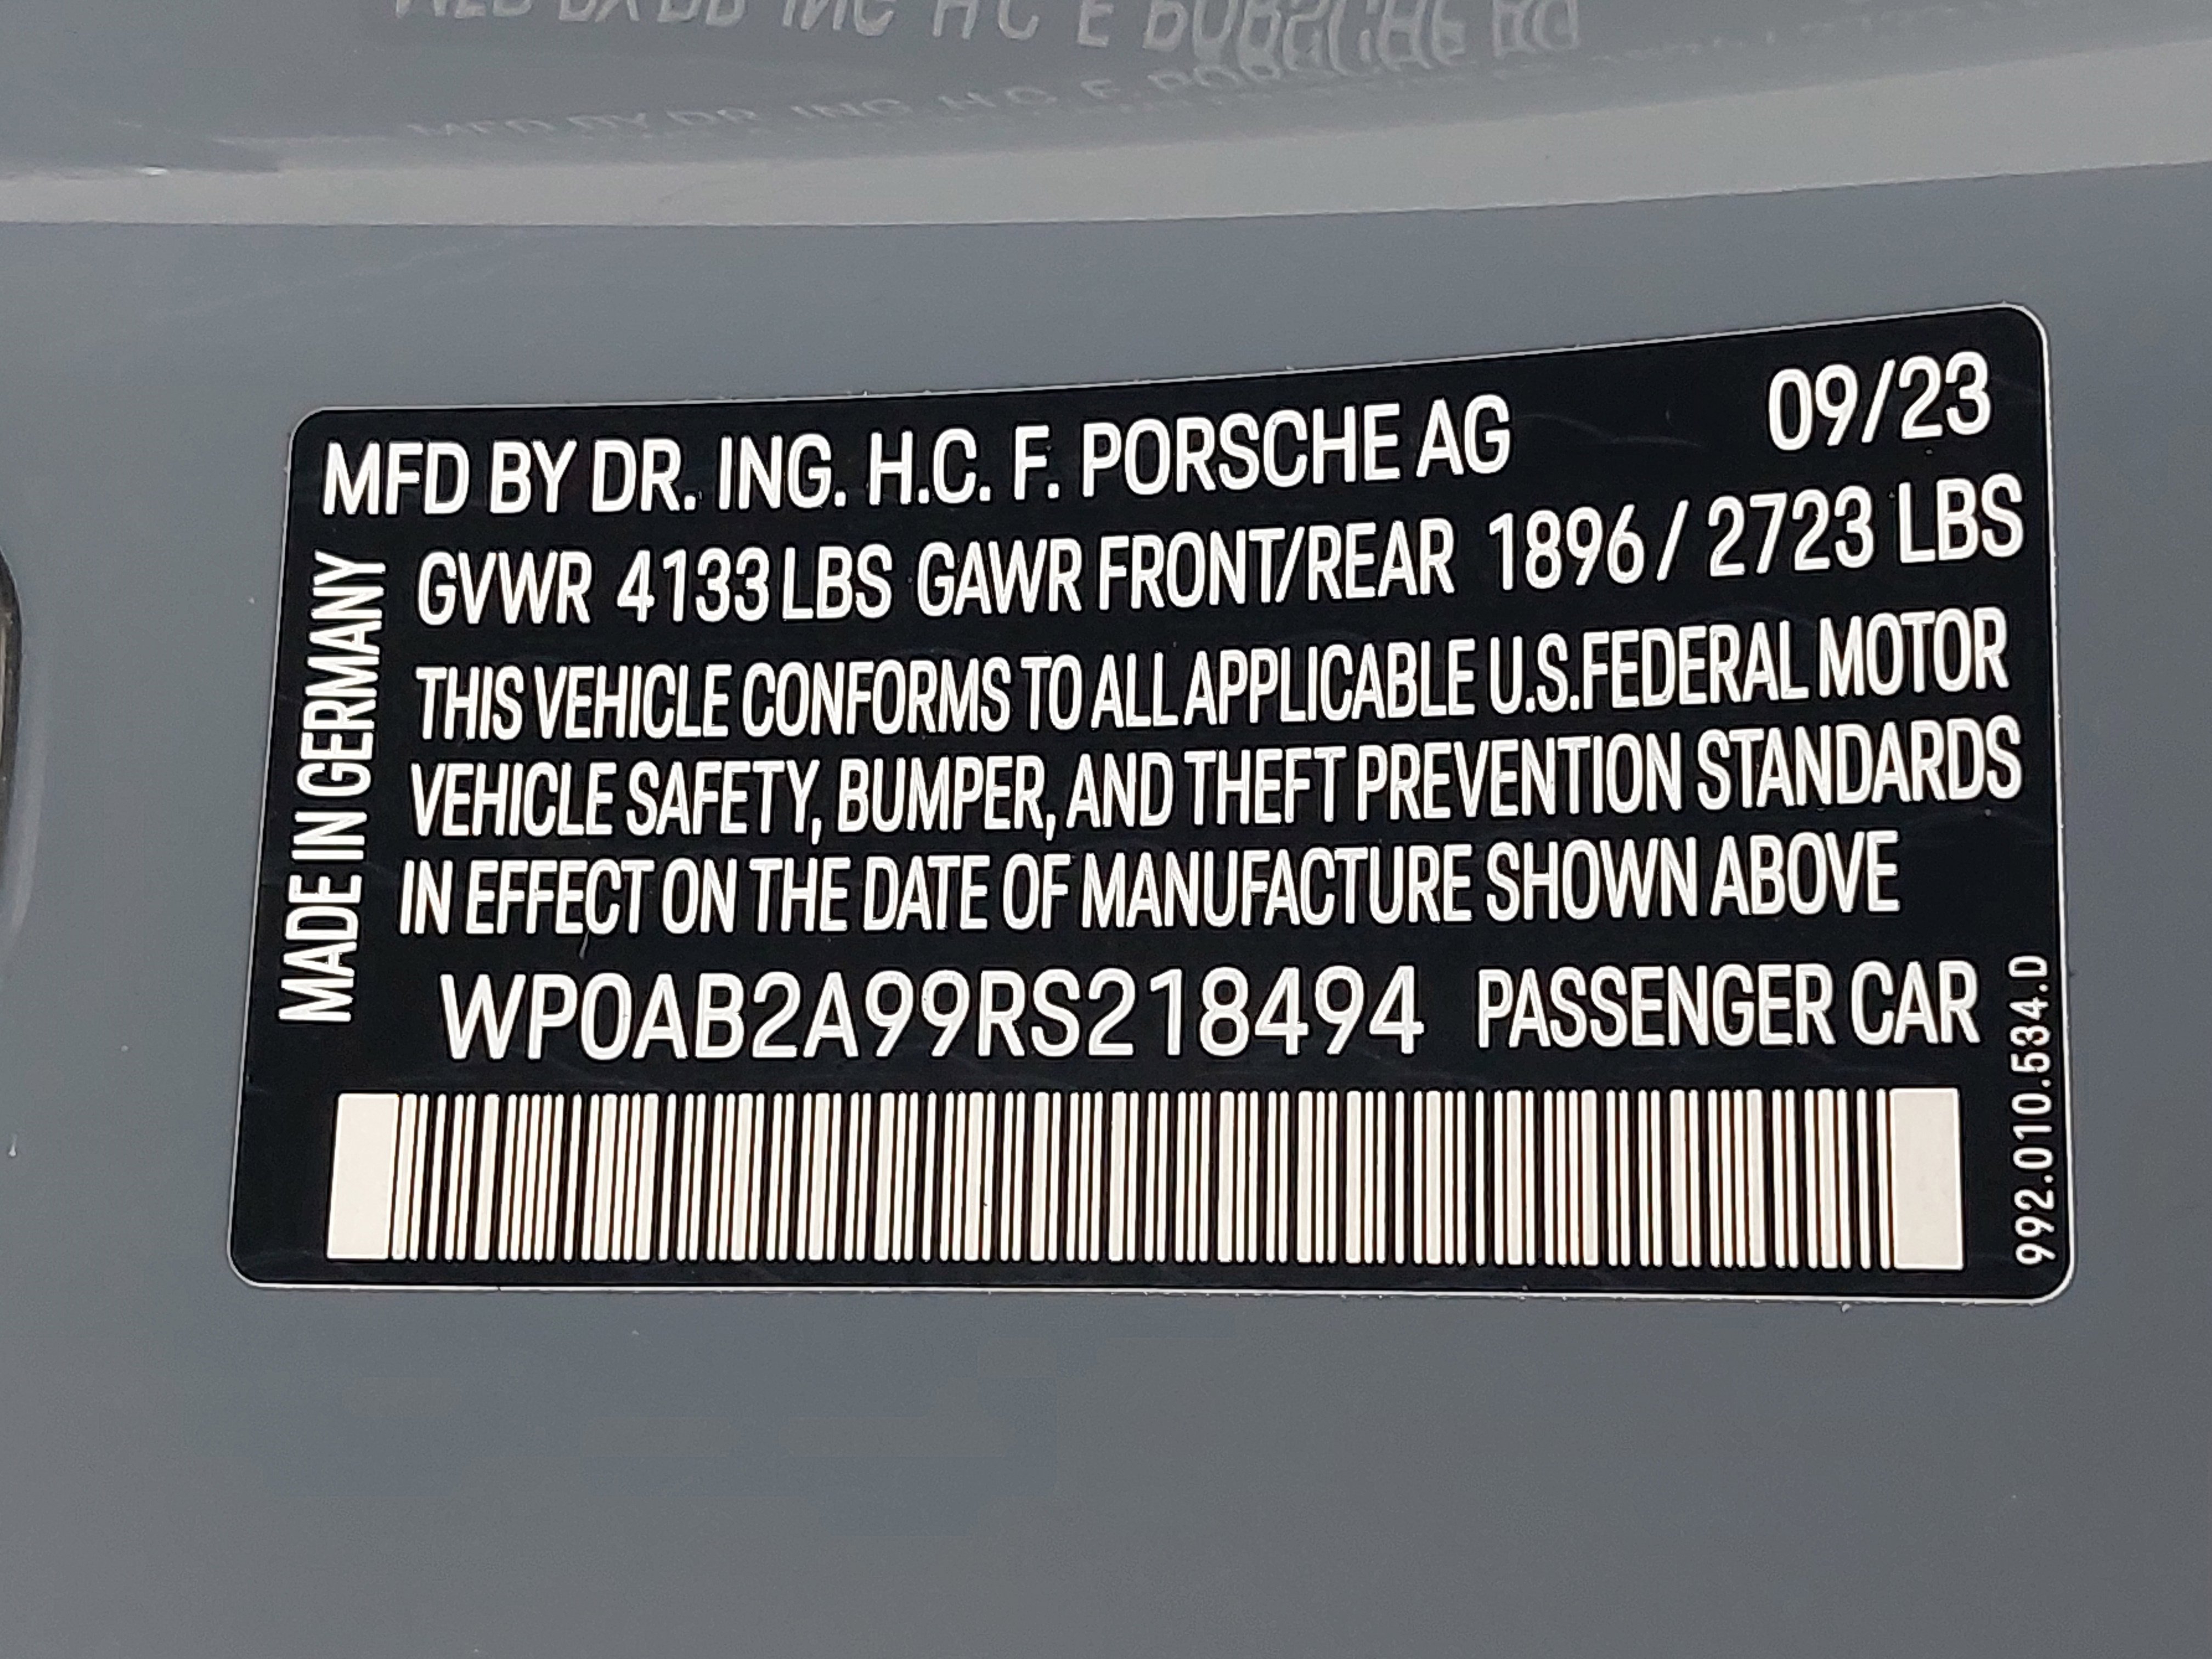 MFD BY DR. ING. H.C. F. PORSCHE AG 09/23
GVWR 4133 LBS GAWR FRONT/REAR 1896 / 2723 LBS
THIS VEHICLE CONFORMS TO ALL APPLICABLE U.S.FEDERAL MOTOR
VEHICLE SAFETY, BUMPER, AND THEFT PREVENTION STANDARDS
IN EFFECT ON THE DATE OF MANUFACTURE SHOWN ABOVE
WP0AB2A99RS218494 PASSENGER CAR
MADE IN GERMANY
992.010.534.D